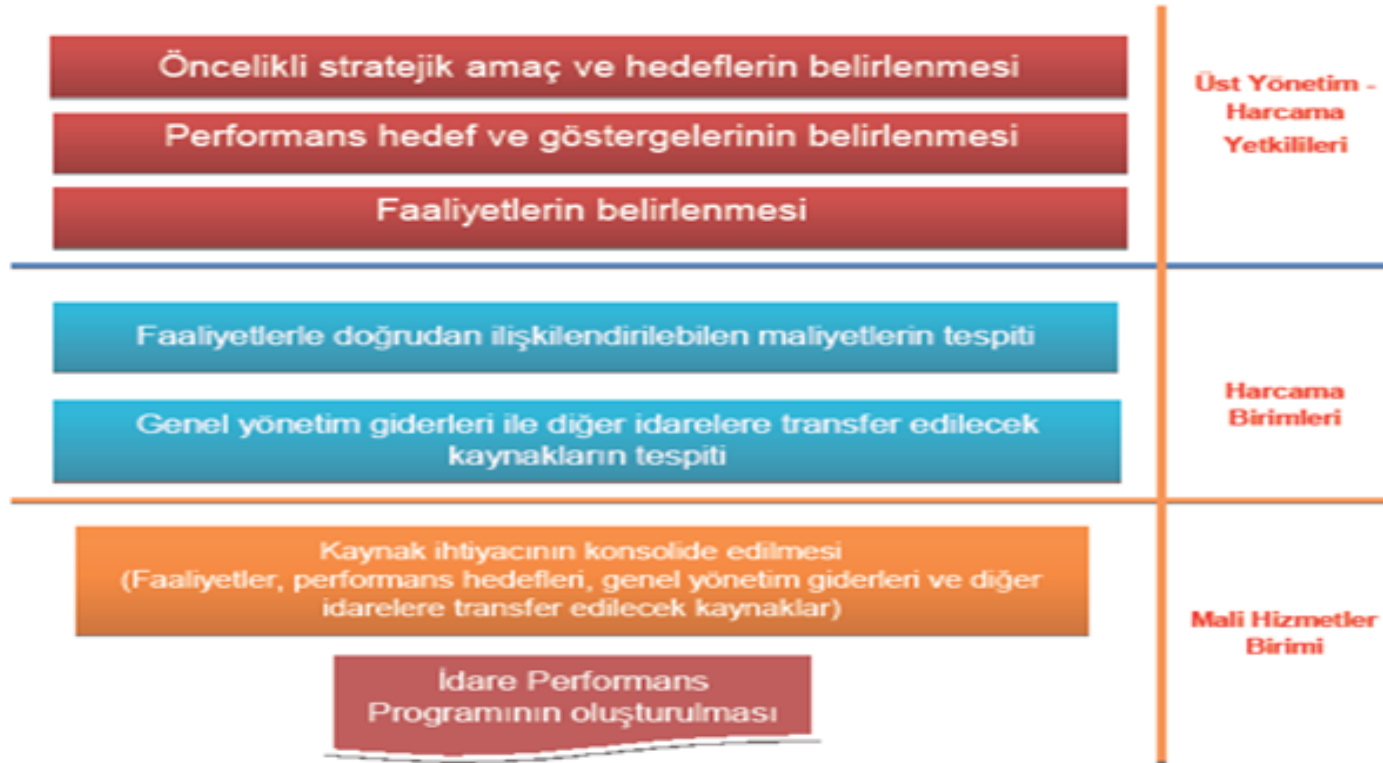 Öncelikli stratejik amaç ve hedeflerin belirlenmesi
Performans hedef ve göstergelerinin belirlenmesi
Faaliyetlerin belirlenmesi
Üst Yönetim -
Harcama
Yetkilileri
Faaliyetlerle doğrudan ilişkilendirilebilen maliyetlerin tespiti
Genel yönetim giderleri ile diğer idarelere transfer edilecek
kaynakların tespiti
Harcama
Birimleri
Kaynak ihtiyacının konsolide edilmesi
(Faaliyetler, performans hedefleri, genel yönetim giderleri ve diğer
idarelere transfer edilecek kaynaklar)
İdare Performans
Programının oluşturulması
Mali Hizmetler
Birimi